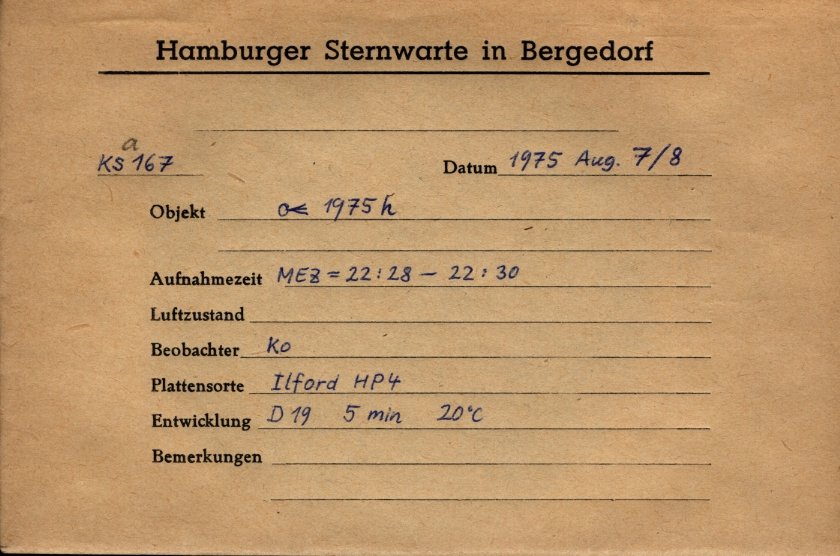 Hamburger Sternwarte in Bergedorf
a
KS 167 Datum 1975 Aug. 7/8
Objekt ☄ 1975 h
Aufnahmezeit MEZ = 22:28 – 22:30
Luftzustand
Beobachter Ko
Plattensorte Ilford HP4
Entwicklung D 19 5 min 20°C
Bemerkungen